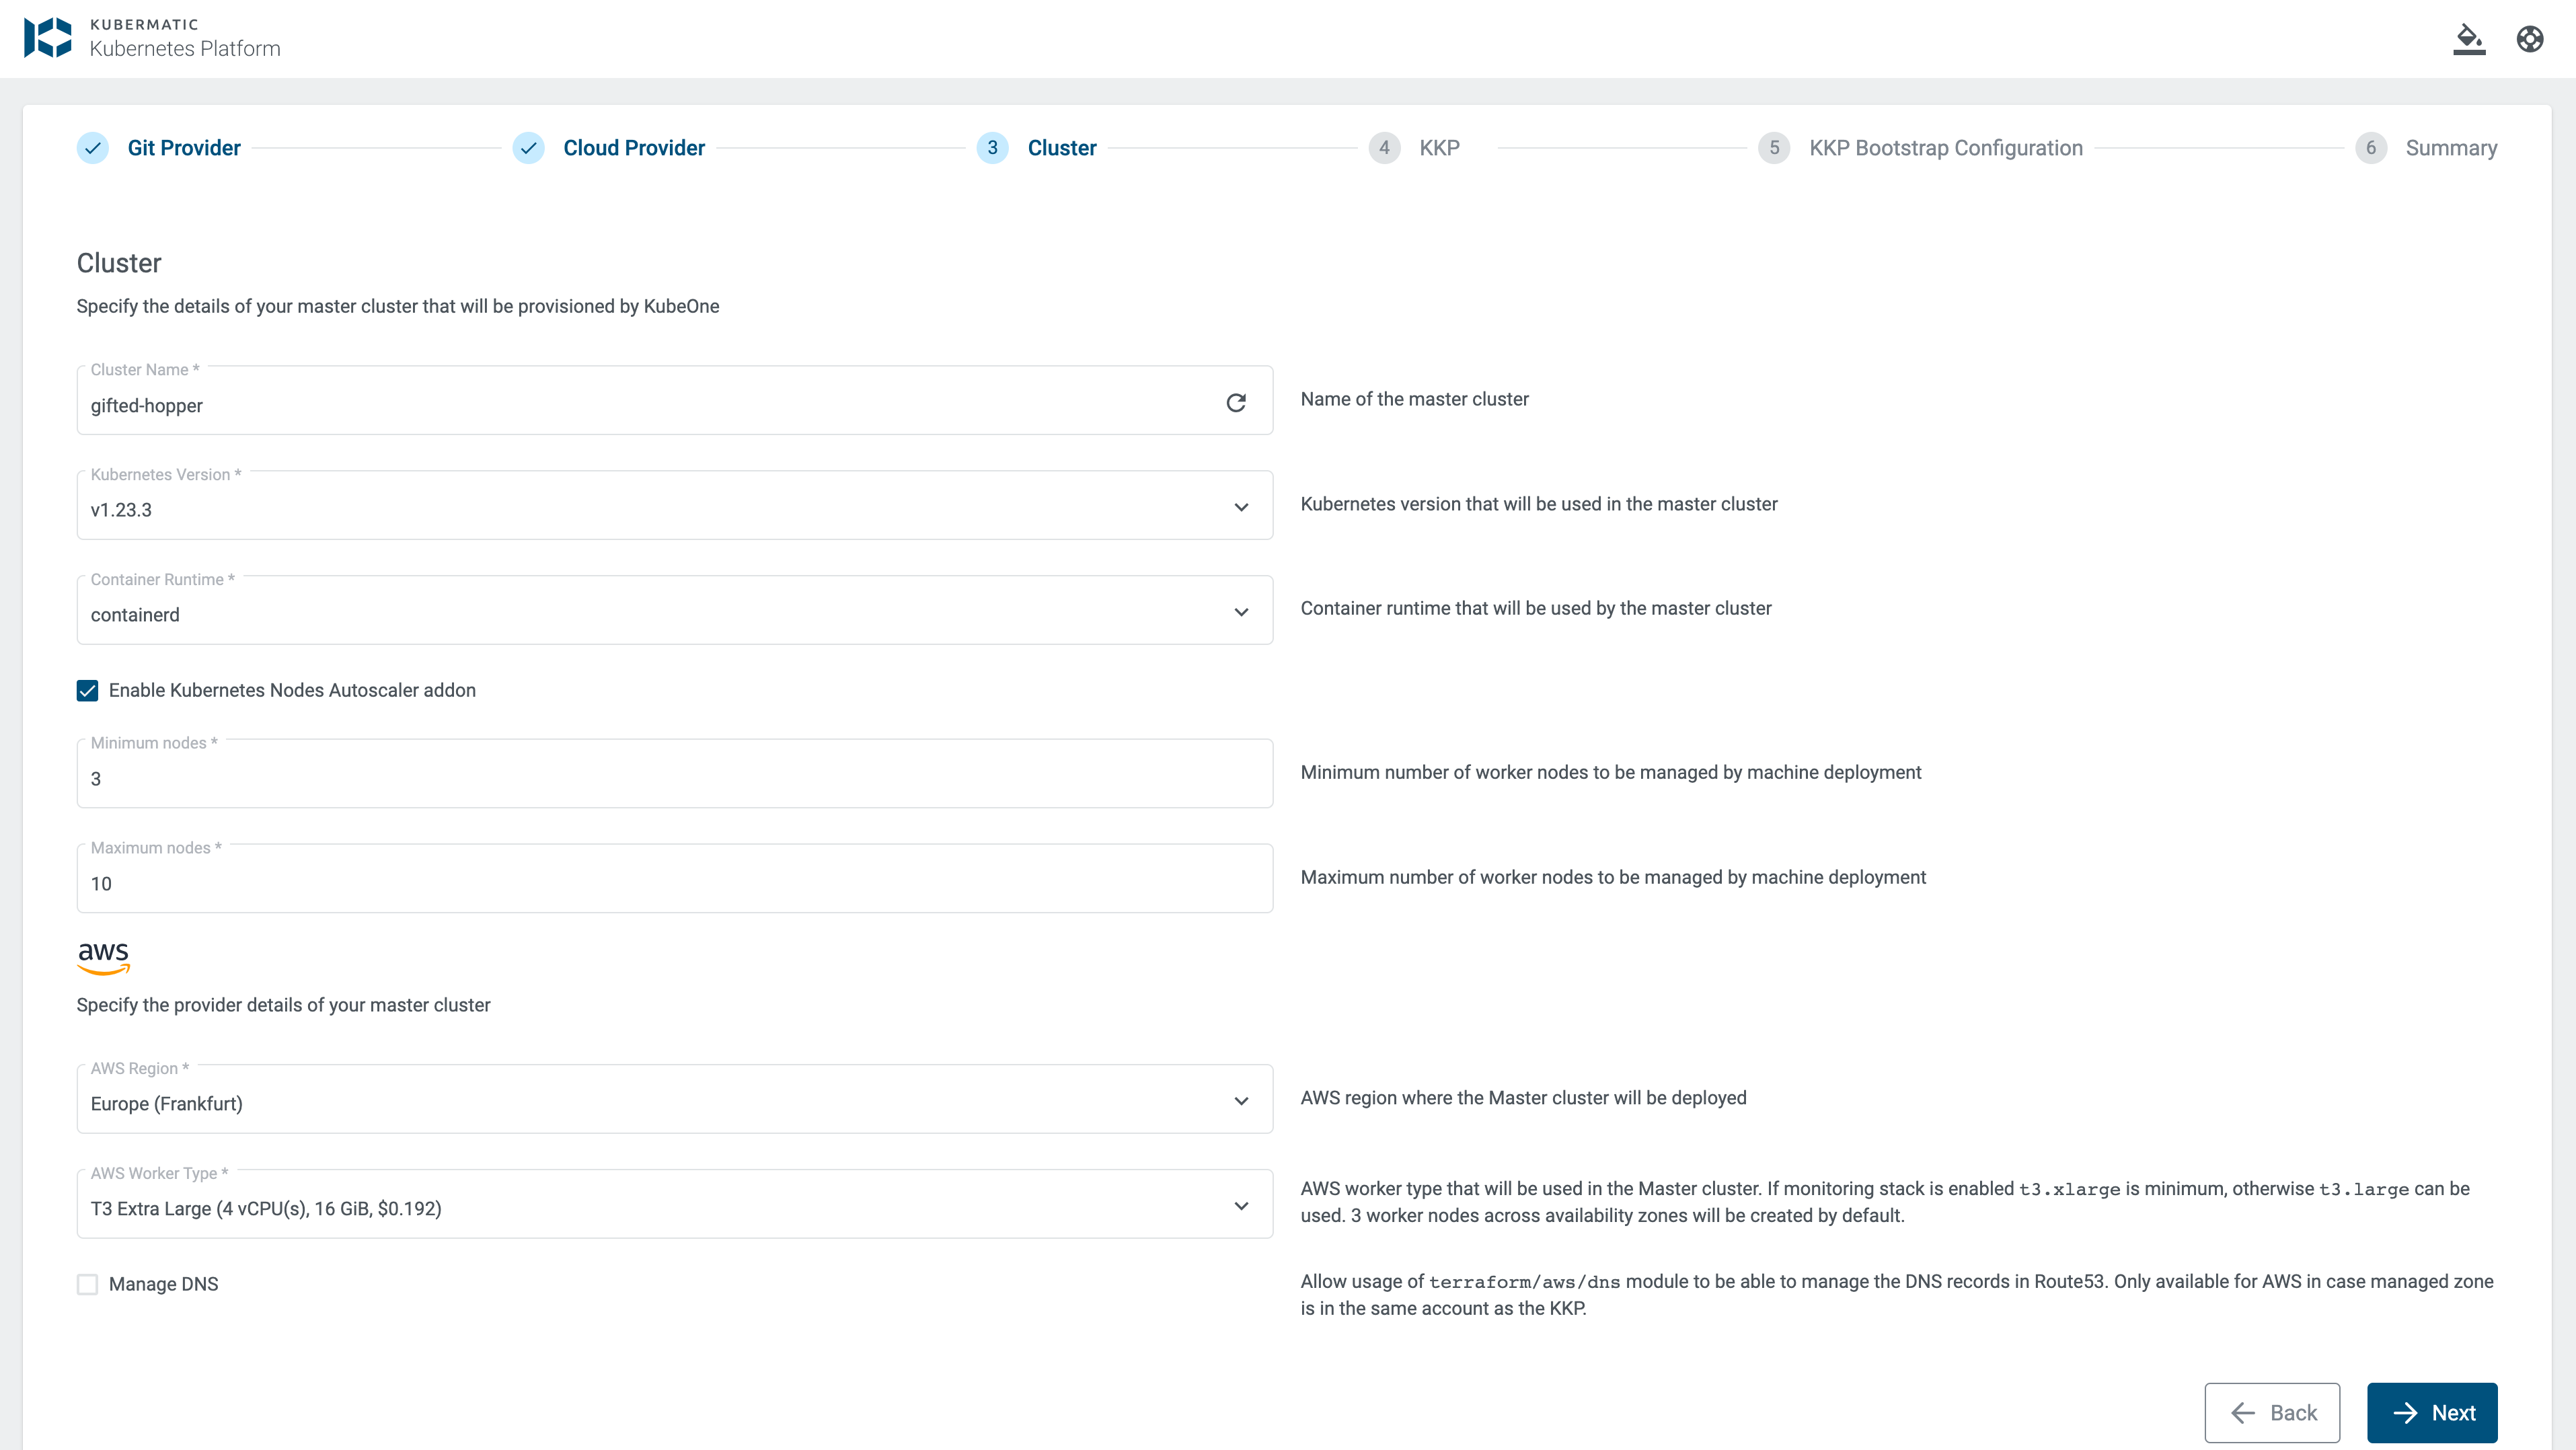 KUBERMATIC
Kubernetes Platform
Git Provider
Cloud Provider
3 Cluster
4 KKP
5 KKP Bootstrap Configuration
6 Summary
Cluster
Specify the details of your master cluster that will be provisioned by KubeOne
Cluster Name *
gifted-hopper
Name of the master cluster
Kubernetes Version *
v1.23.3
Kubernetes version that will be used in the master cluster
Container Runtime *
containerd
Container runtime that will be used by the master cluster
Enable Kubernetes Nodes Autoscaler addon
Minimum nodes *
3
Minimum number of worker nodes to be managed by machine deployment
Maximum nodes *
10
Maximum number of worker nodes to be managed by machine deployment
aws
Specify the provider details of your master cluster
AWS Region *
Europe (Frankfurt)
AWS region where the Master cluster will be deployed
AWS Worker Type *
T3 Extra Large (4 vCPU(s), 16 GiB, $0.192)
AWS worker type that will be used in the Master cluster. If monitoring stack is enabled t3.xlarge is minimum, otherwise t3.large can be
used. 3 worker nodes across availability zones will be created by default.
Manage DNS
Allow usage of terraform/aws/dns module to be able to manage the DNS records in Route53. Only available for AWS in case managed zone
is in the same account as the KKP.
Back
Next